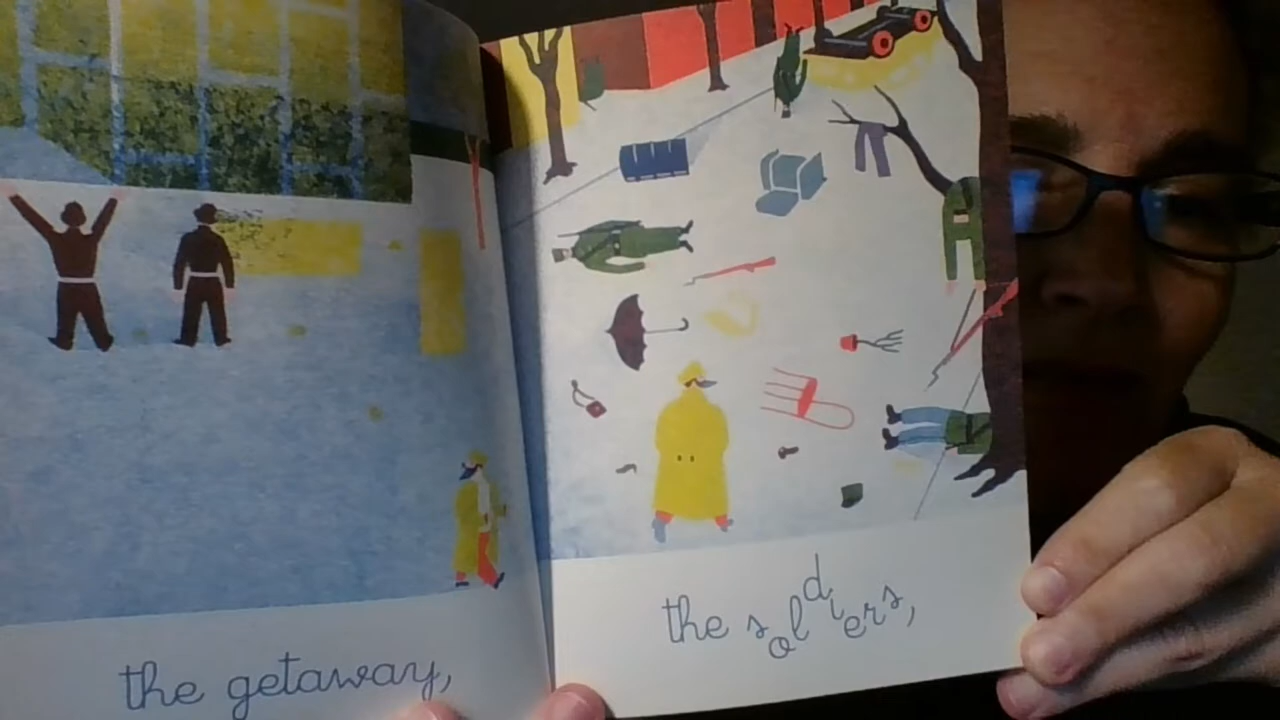 the getaway,
the soldiers,